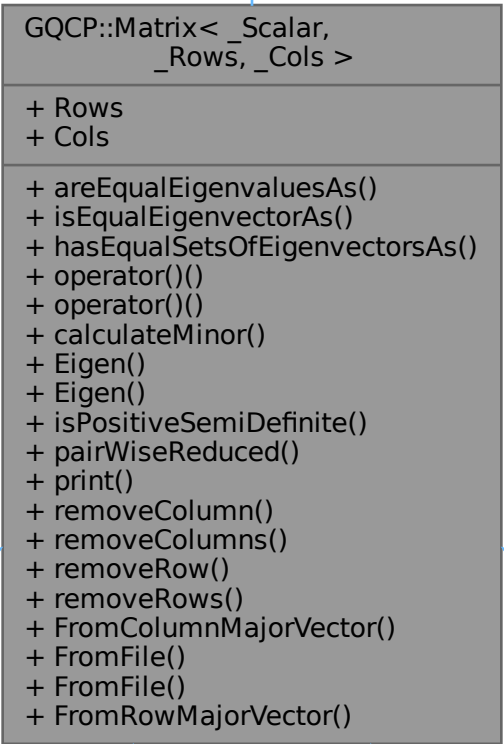 GQCP::Matrix< _Scalar,
_Rows, _Cols >
+ Rows
+ Cols
+ areEqualEigenvaluesAs()
+ isEqualEigenvectorAs()
+ hasEqualSetsOfEigenvectorsAs()
+ operator()()
+ operator()()
+ calculateMinor()
+ Eigen()
+ Eigen()
+ isPositiveSemiDefinite()
+ pairWiseReduced()
+ print()
+ removeColumn()
+ removeColumns()
+ removeRow()
+ removeRows()
+ FromColumnMajorVector()
+ FromFile()
+ FromFile()
+ FromRowMajorVector()